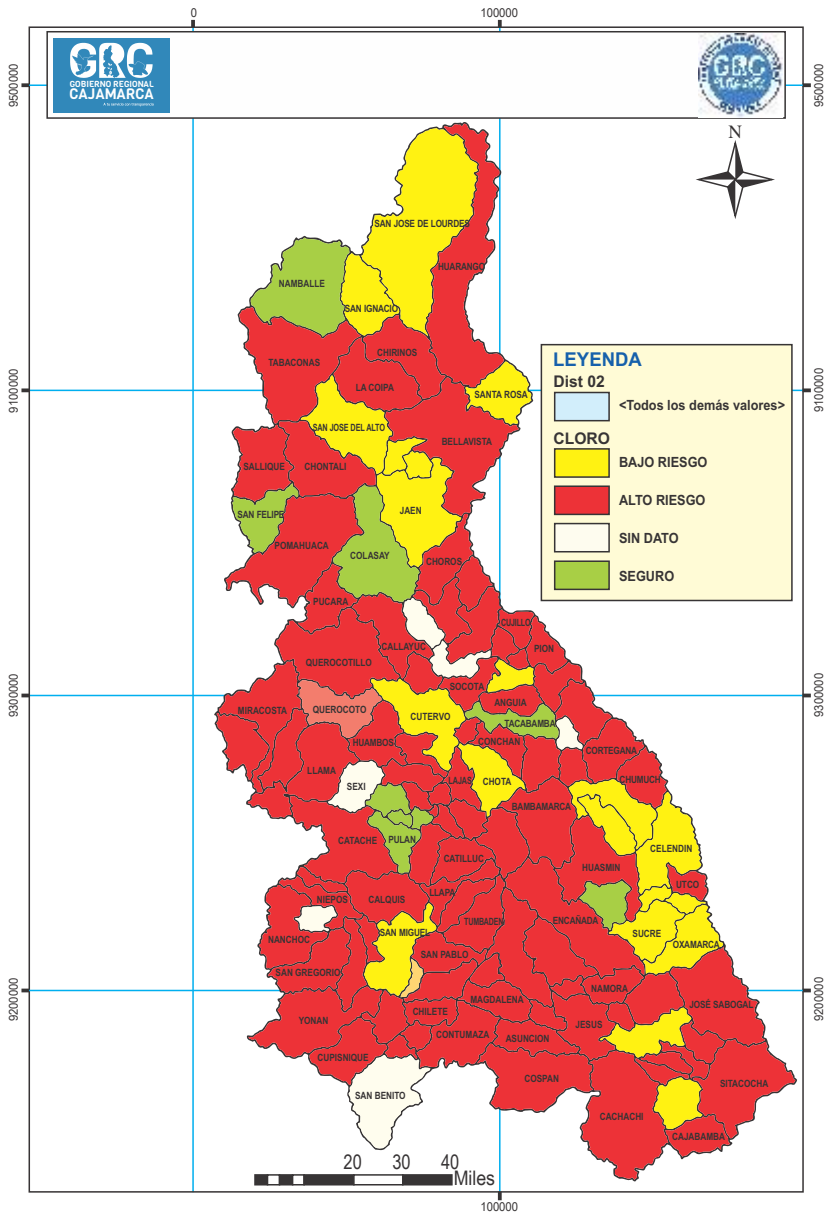 0
100000
GRC
GOBIERNO REGIONAL
CAJAMARCA
A tu servicio con transparencia
GRC
N
9500000
9500000
SAN JOSE DE LOURDES
HUARANGO
NAMBALLE
SAN IGNACIO
CHIRINOS
TABACONAS
LA COIPA
SANTA ROSA
9100000
9100000
LEYENDA
Dist 02
<Todos los demás valores>
CLORO
BAJO RIESGO
ALTO RIESGO
SIN DATO
SEGURO
SAN JOSE DEL ALTO
BELLAVISTA
SALLIQUE
CHONTALI
SAN FELIPE
JAEN
POMAHUACA
COLASAY
CHOROS
PUCARA
CUJILLO
CALLAYUC
PION
QUEROCOTILLO
SOCOTA
9300000
9300000
ANGUIA
MIRACOSTA
QUEROCOTO
CUTERVO
TACABAMBA
HUAMBOS
CONCHAN
CORTEGANA
LLAMA
SEXI
LAJAS
CHOTA
CHUMUCH
BAMBAMARCA
CATACHE
PULAN
CELENDIN
CATILLUC
HUASMIN
UTCO
NIEPOS
CALQUIS
LLAPA
TUMBADEN
ENCAÑADA
NANCHOC
SAN MIGUEL
SUCRE
OXAMARCA
SAN PABLO
SAN GREGORIO
9200000
9200000
NAMORA
MAGDALENA
JOSÉ SABOGAL
YONAN
CHILETE
JESUS
CONTUMAZA
ASUNCION
CUPISNIQUE
COSPAN
SITACOCHA
SAN BENITO
CACHACHI
CAJABAMBA
20 30 40
Miles
100000